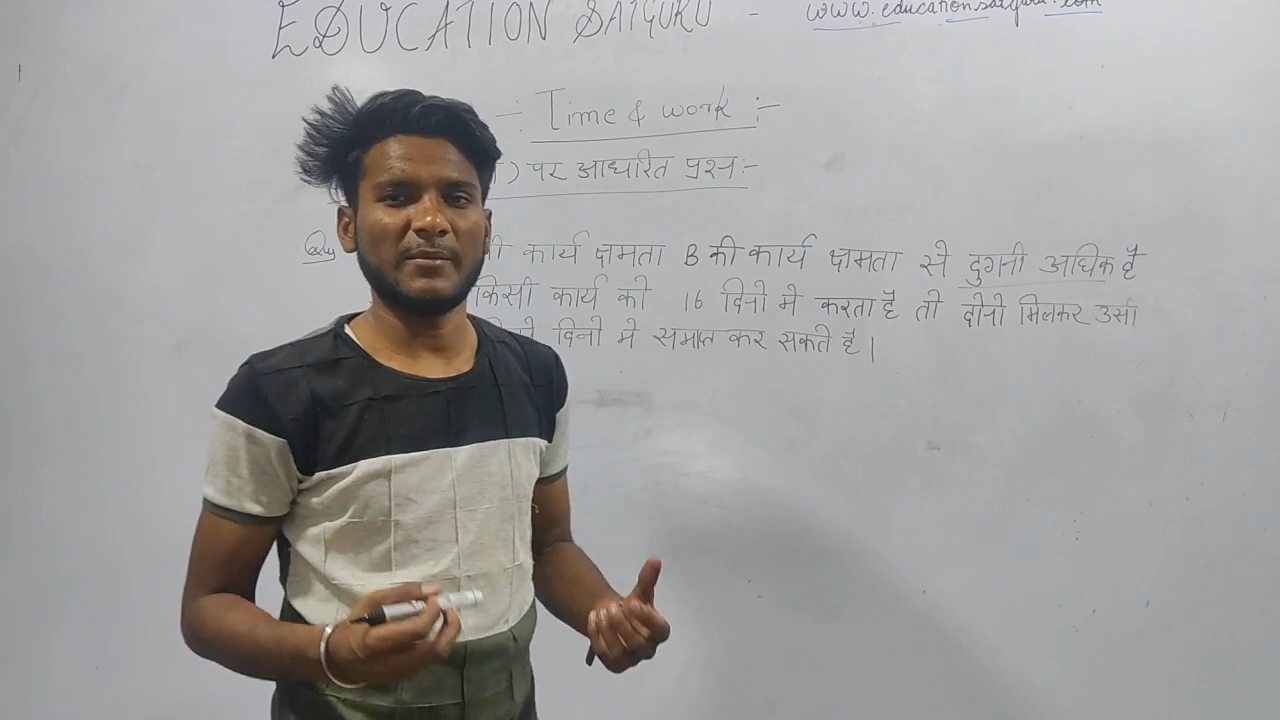 EDUCATION SATGURU - www.educationsatguru.com
-: Time & work :-
) पर आधारित प्रश्न:-
Qu की कार्य क्षमता B की कार्य क्षमता से दुगनी अधिक है
किसी कार्य को 16 दिनो मे करता है तो दोनो मिलकर उसी
दिनो मे समाप्त कर सकते है।